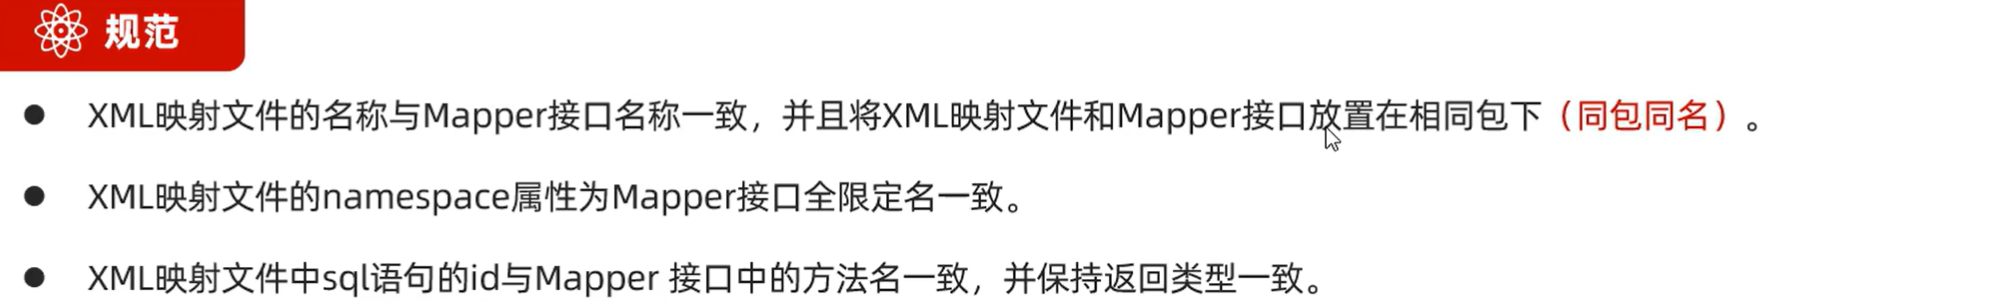 规范
XML映射文件的名称与Mapper接口名称一致，并且将XML映射文件和Mapper接口放置在相同包下（同包同名）。
XML映射文件的namespace属性为Mapper接口全限定名一致。
XML映射文件中sql语句的id与Mapper 接口中的方法名一致，并保持返回类型一致。